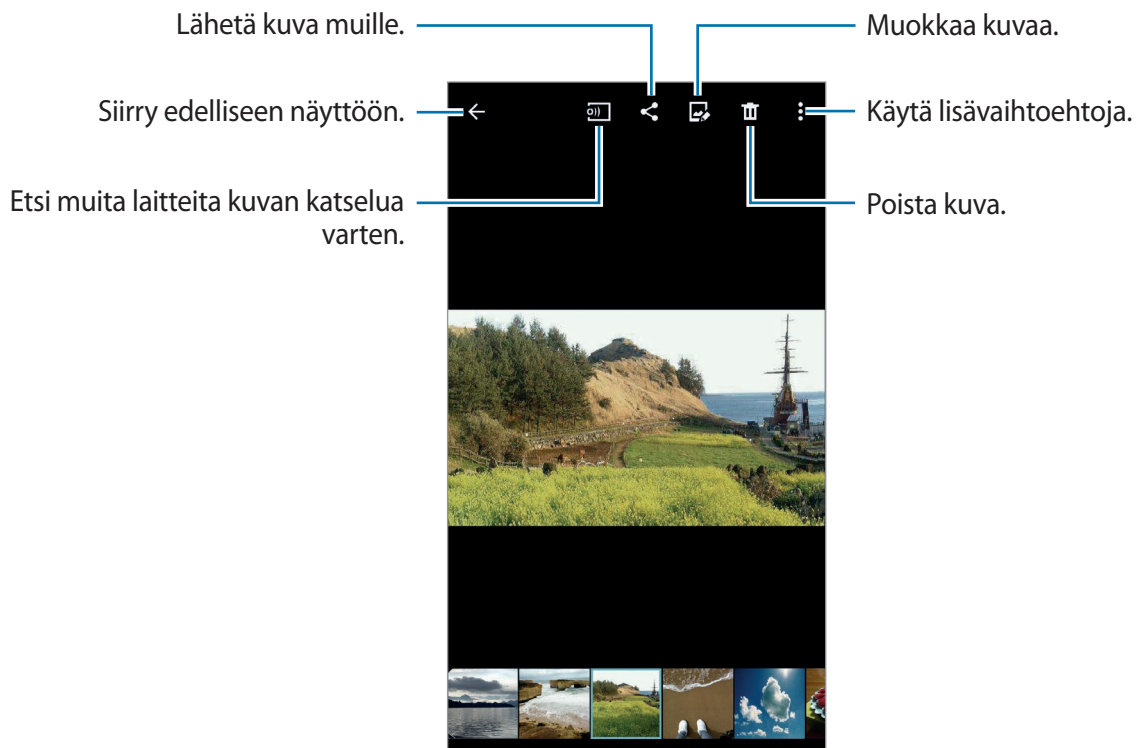 Lähetä kuva muille.
Muokkaa kuvaa.
Siirry edelliseen näyttöön.
Käytä lisävaihtoehtoja.
Etsi muita laitteita kuvan katselua
varten.
Poista kuva.